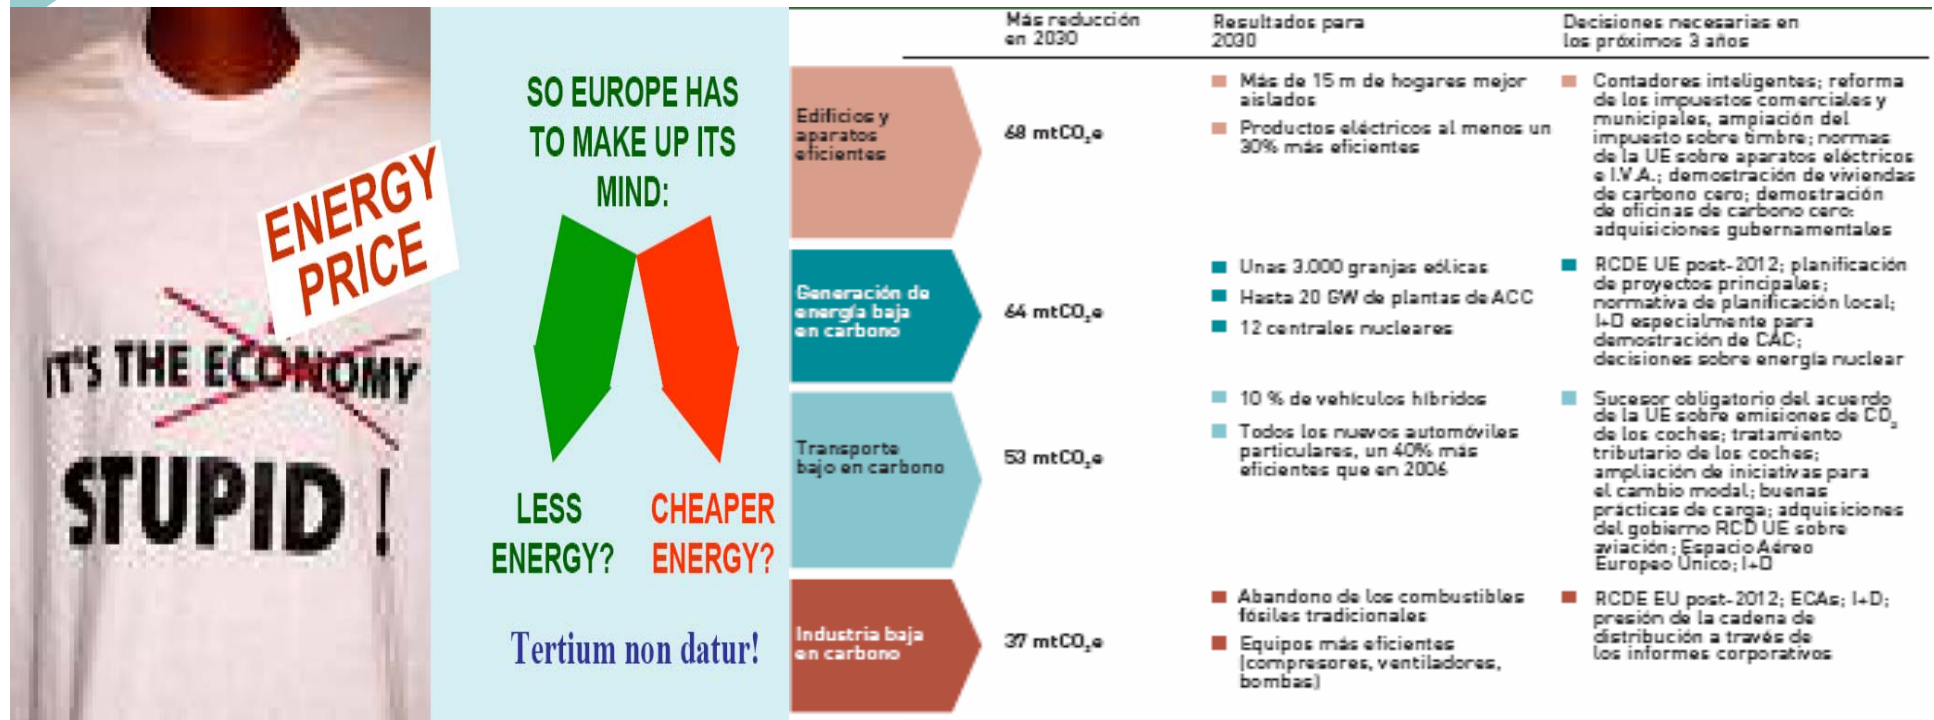 ENERGY
PRICE
IT'S THE ECONOMY
STUPID !
SO EUROPE HAS
TO MAKE UP ITS
MIND:
LESS
ENERGY?
CHEAPER
ENERGY?
Tertium non datur!
Más reducción
en 2030
Resultados para
2030
Decisiones necesarias en
los próximos 3 años
Edificios y
aparatos
eficientes
68 mtCO₂e
Más de 15 m de hogares mejor
aislados
Productos eléctricos al menos un
30% más eficientes
Contadores inteligentes; reforma
de los impuestos comerciales y
municipales, ampiación del
impuesto sobre timbre; normas
de la UE sobre aparatos eléctricos
e I.V.A.; demostración de viviendas
de carbono cero; demostración
de oficinas de carbono cero:
adquisiciones gubernamentales
Generación de
energía baja
en carbono
64 mtCO₂e
Unas 3.000 granjas eólicas
Hasta 20 GW de plantas de ACC
12 centrales nucleares
RCDE UE post-2012; planificación
de proyectos principales;
normativa de planificación local;
I+D especialmente para
demostración de CAC;
decisiones sobre energía nuclear
Transporte
bajo en carbono
53 mtCO₂e
10 % de vehículos híbridos
Todos los nuevos automóviles
particulares, un 40% más
eficientes que en 2006
Sucesor obligatorio del acuerdo
de la UE sobre emisiones de CO₂
de los coches; tratamiento
tributario de los coches;
ampliación de iniciativas para
el cambio modal; buenas
prácticas de carga; adquisiciones
del gobierno RCD UE sobre
aviación; Espacio Aéreo
Europeo Único; I+D
Industria baja
en carbono
37 mtCO₂e
Abandono de los combustibles
fósiles tradicionales
Equipos más eficientes
(compresores, ventiladores,
bombas)
RCDE EU post-2012; ECAs; I+D;
presión de la cadena de
distribución a través de
los informes corporativos